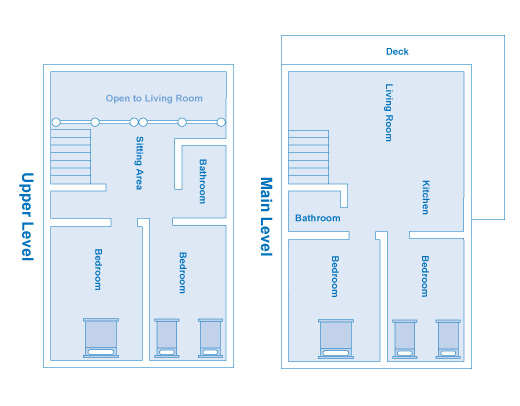 Upper Level
Open to Living Room
Sitting Area
Bathroom
Bedroom
Bedroom
Main Level
Deck
Living Room
Kitchen
Bathroom
Bedroom
Bedroom